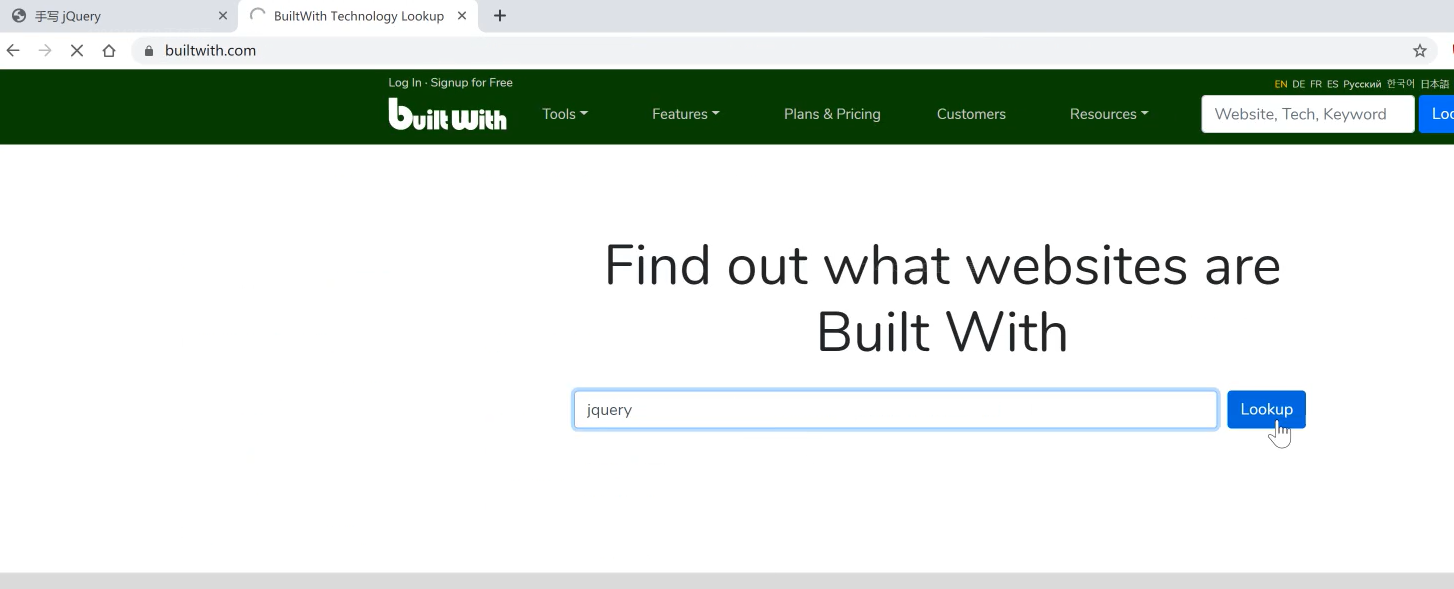 手写 jQuery
BuiltWith Technology Lookup
builtwith.com
Log In · Signup for Free
EN DE FR ES Русский 한국어 日本語
built With
Tools
Features
Plans & Pricing
Customers
Resources
Website, Tech, Keyword
Loo
Find out what websites are
Built With
jquery
Lookup